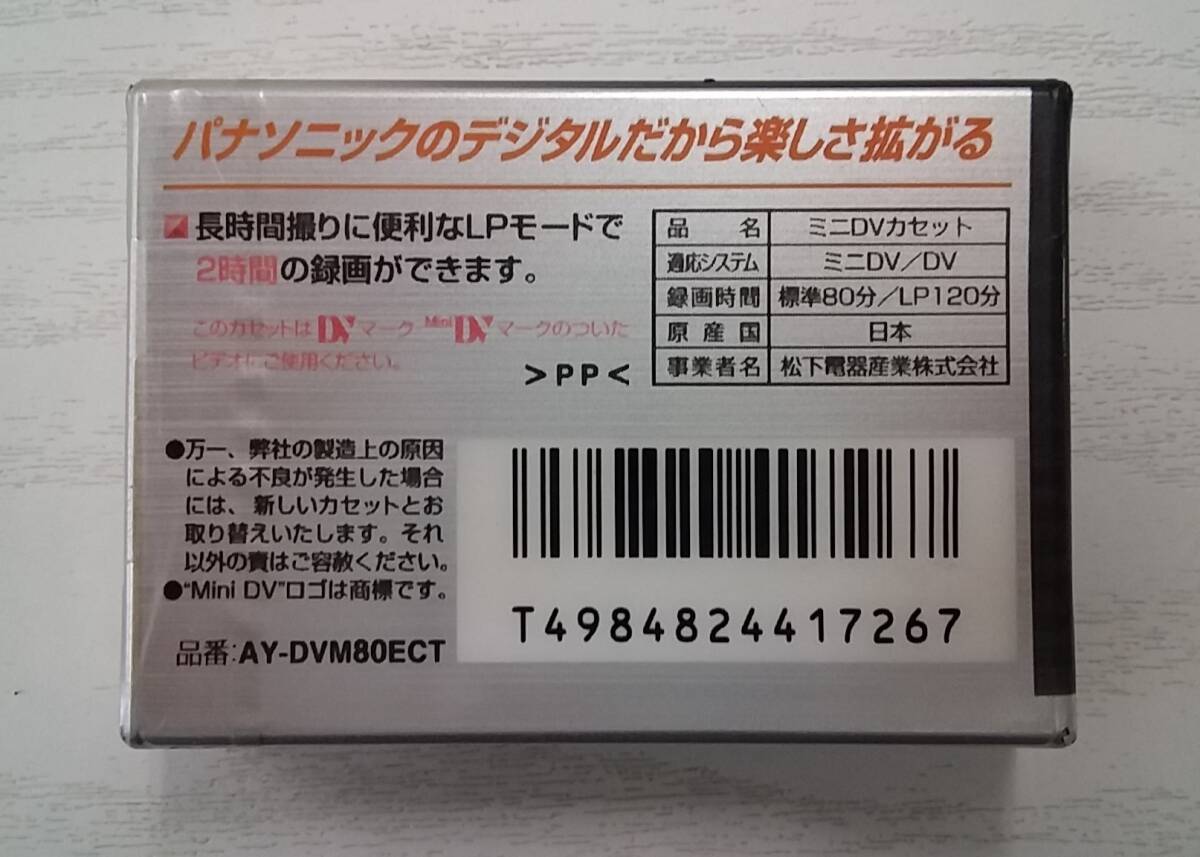 パナソニックのデジタルだから楽しさ拡がる
長時間撮りに便利なLPモードで
2時間の録画ができます。
このカセットは DV マーク Mini DV マークのついた
ビデオにご使用ください。
>PP<
品 名 ミニDVカセット
適応システム ミニDV/DV
録画時間 標準80分/LP120分
原産国 日本
事業者名 松下電器産業株式会社
●万一、弊社の製造上の原因
による不良が発生した場合
には、新しいカセットとお
取り替えいたします。それ
以外の責はご容赦ください。
●“Mini DV”ロゴは商標です。
品番:AY-DVM80ECT
T4984824417267